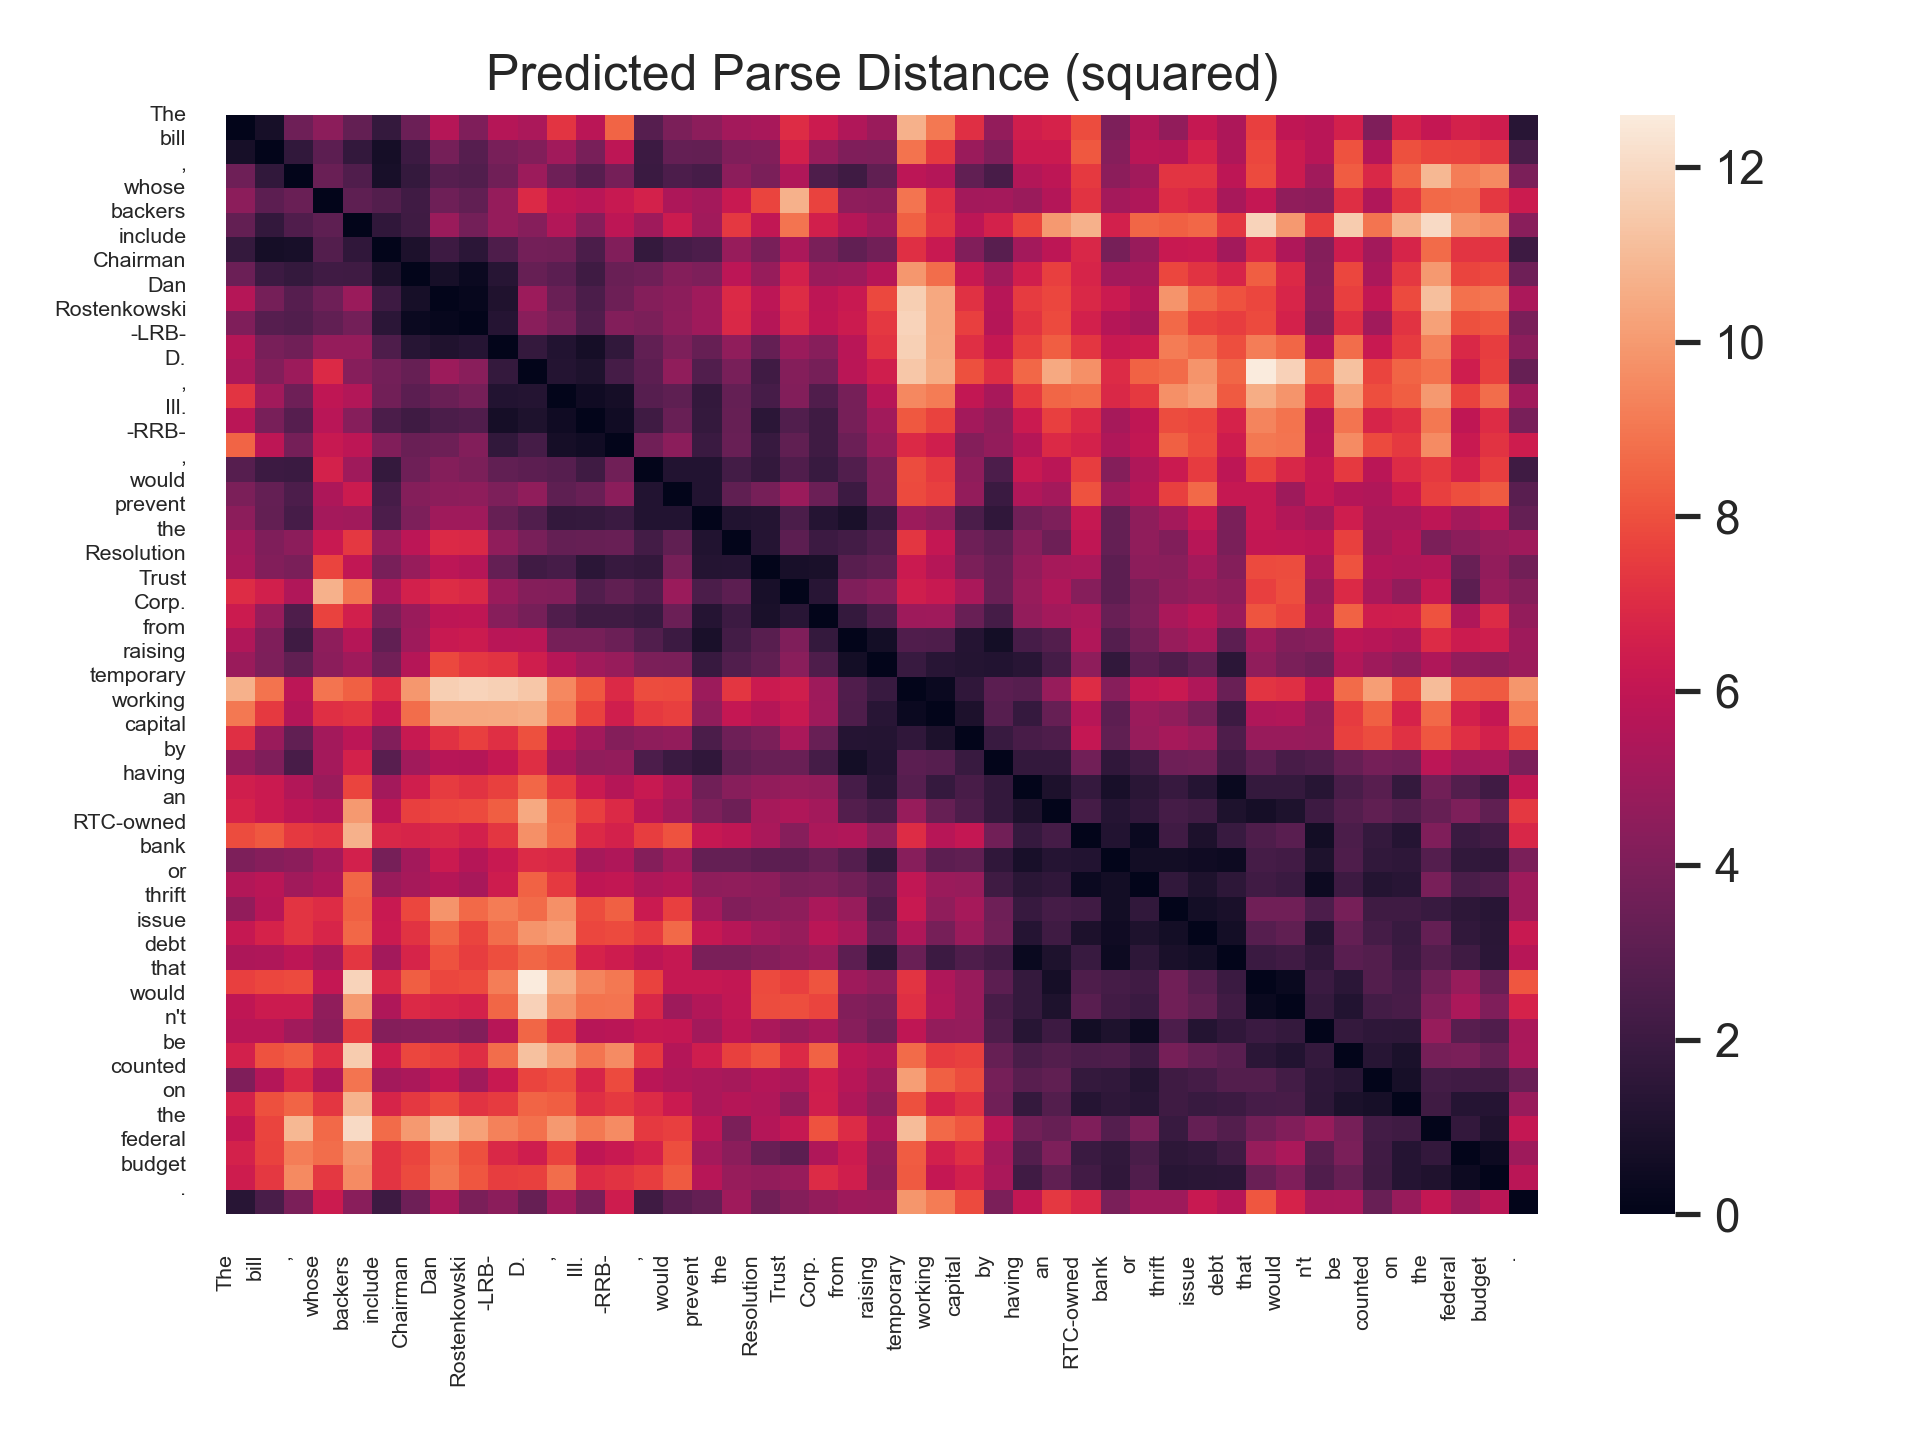 Predicted Parse Distance (squared)
The
bill
,
whose
backers
include
Chairman
Dan
Rostenkowski
-LRB-
D.
,
Ill.
-RRB-
,
would
prevent
the
Resolution
Trust
Corp.
from
raising
temporary
working
capital
by
having
an
RTC-owned
bank
or
thrift
issue
debt
that
would
n't
be
counted
on
the
federal
budget
.
12
10
8
6
4
2
0
The
bill
,
whose
backers
include
Chairman
Dan
Rostenkowski
-LRB-
D.
,
Ill.
-RRB-
,
would
prevent
the
Resolution
Trust
Corp.
from
raising
temporary
working
capital
by
having
an
RTC-owned
bank
or
thrift
issue
debt
that
would
n't
be
counted
on
the
federal
budget
.